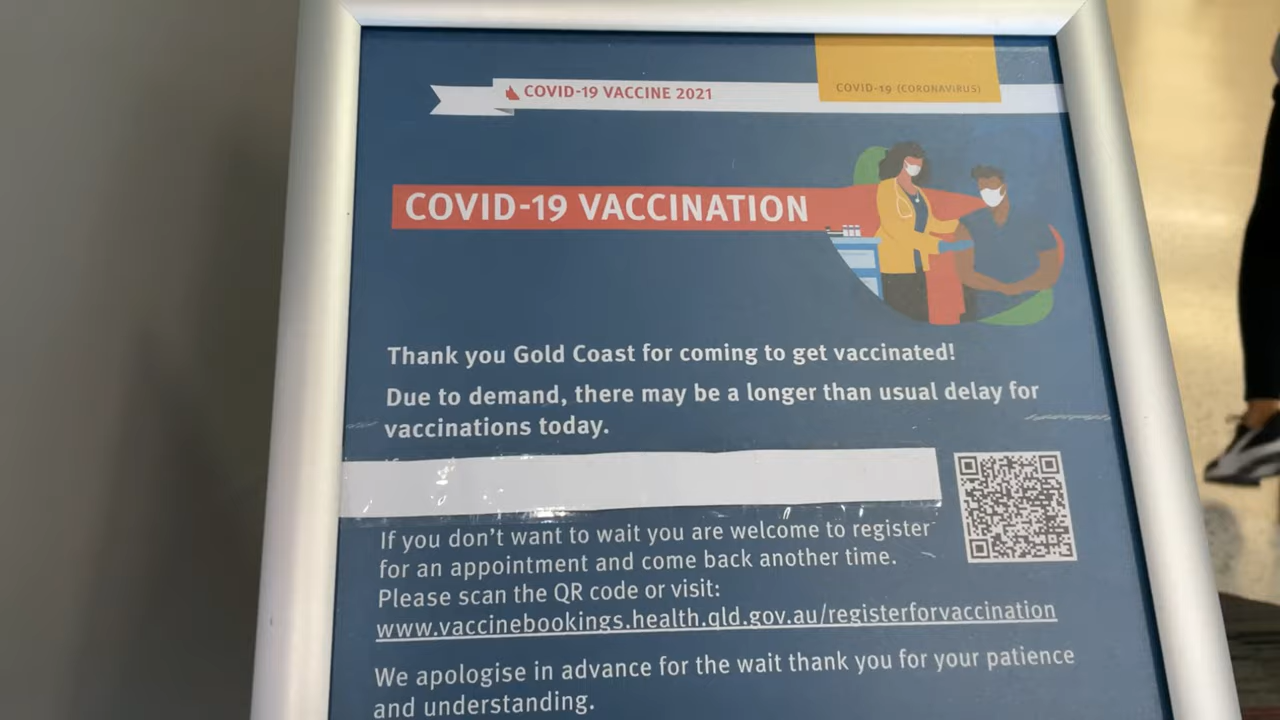 COVID-19 VACCINE 2021
COVID-19 (CORONAVIRUS)
COVID-19 VACCINATION
Thank you Gold Coast for coming to get vaccinated!
Due to demand, there may be a longer than usual delay for
vaccinations today.
If you don't want to wait you are welcome to register
for an appointment and come back another time.
Please scan the QR code or visit:
www.vaccinebookings.health.qld.gov.au/registerforvaccination
We apologise in advance for the wait thank you for your patience
and understanding.